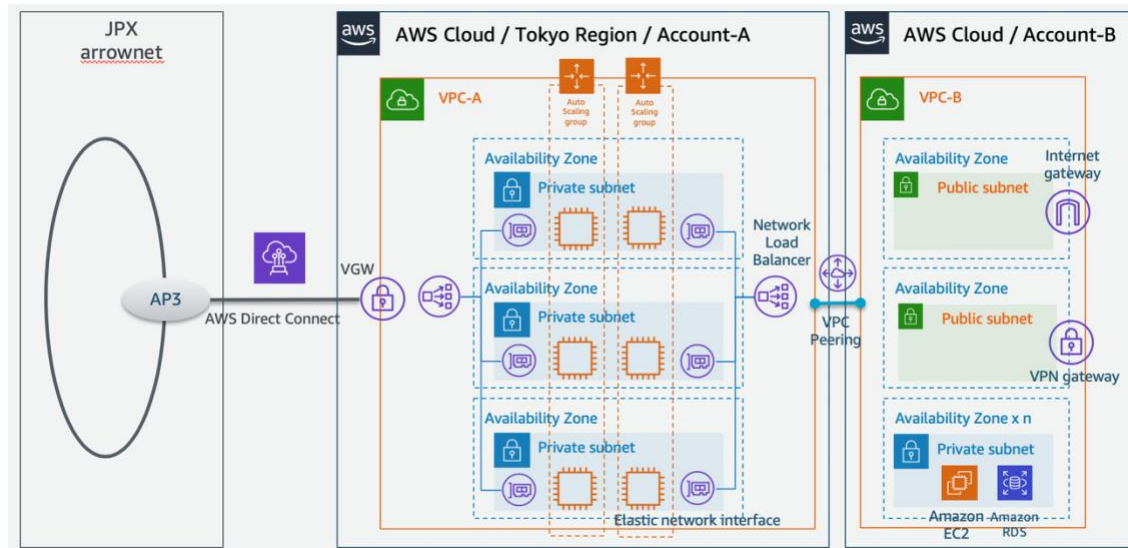 JPX
arrownet
AP3
AWS Direct Connect
VGW
aws
AWS Cloud / Tokyo Region / Account-A
VPC-A
Auto
Scaling
group
Auto
Scaling
group
Availability Zone
Private subnet
Availability Zone
Private subnet
Availability Zone
Private subnet
Elastic network interface
Network
Load
Balancer
VPC
Peering
aws
AWS Cloud / Account-B
VPC-B
Availability Zone
Public subnet
Internet
gateway
Availability Zone
Public subnet
VPN gateway
Availability Zone x n
Private subnet
Amazon
EC2
Amazon
RDS